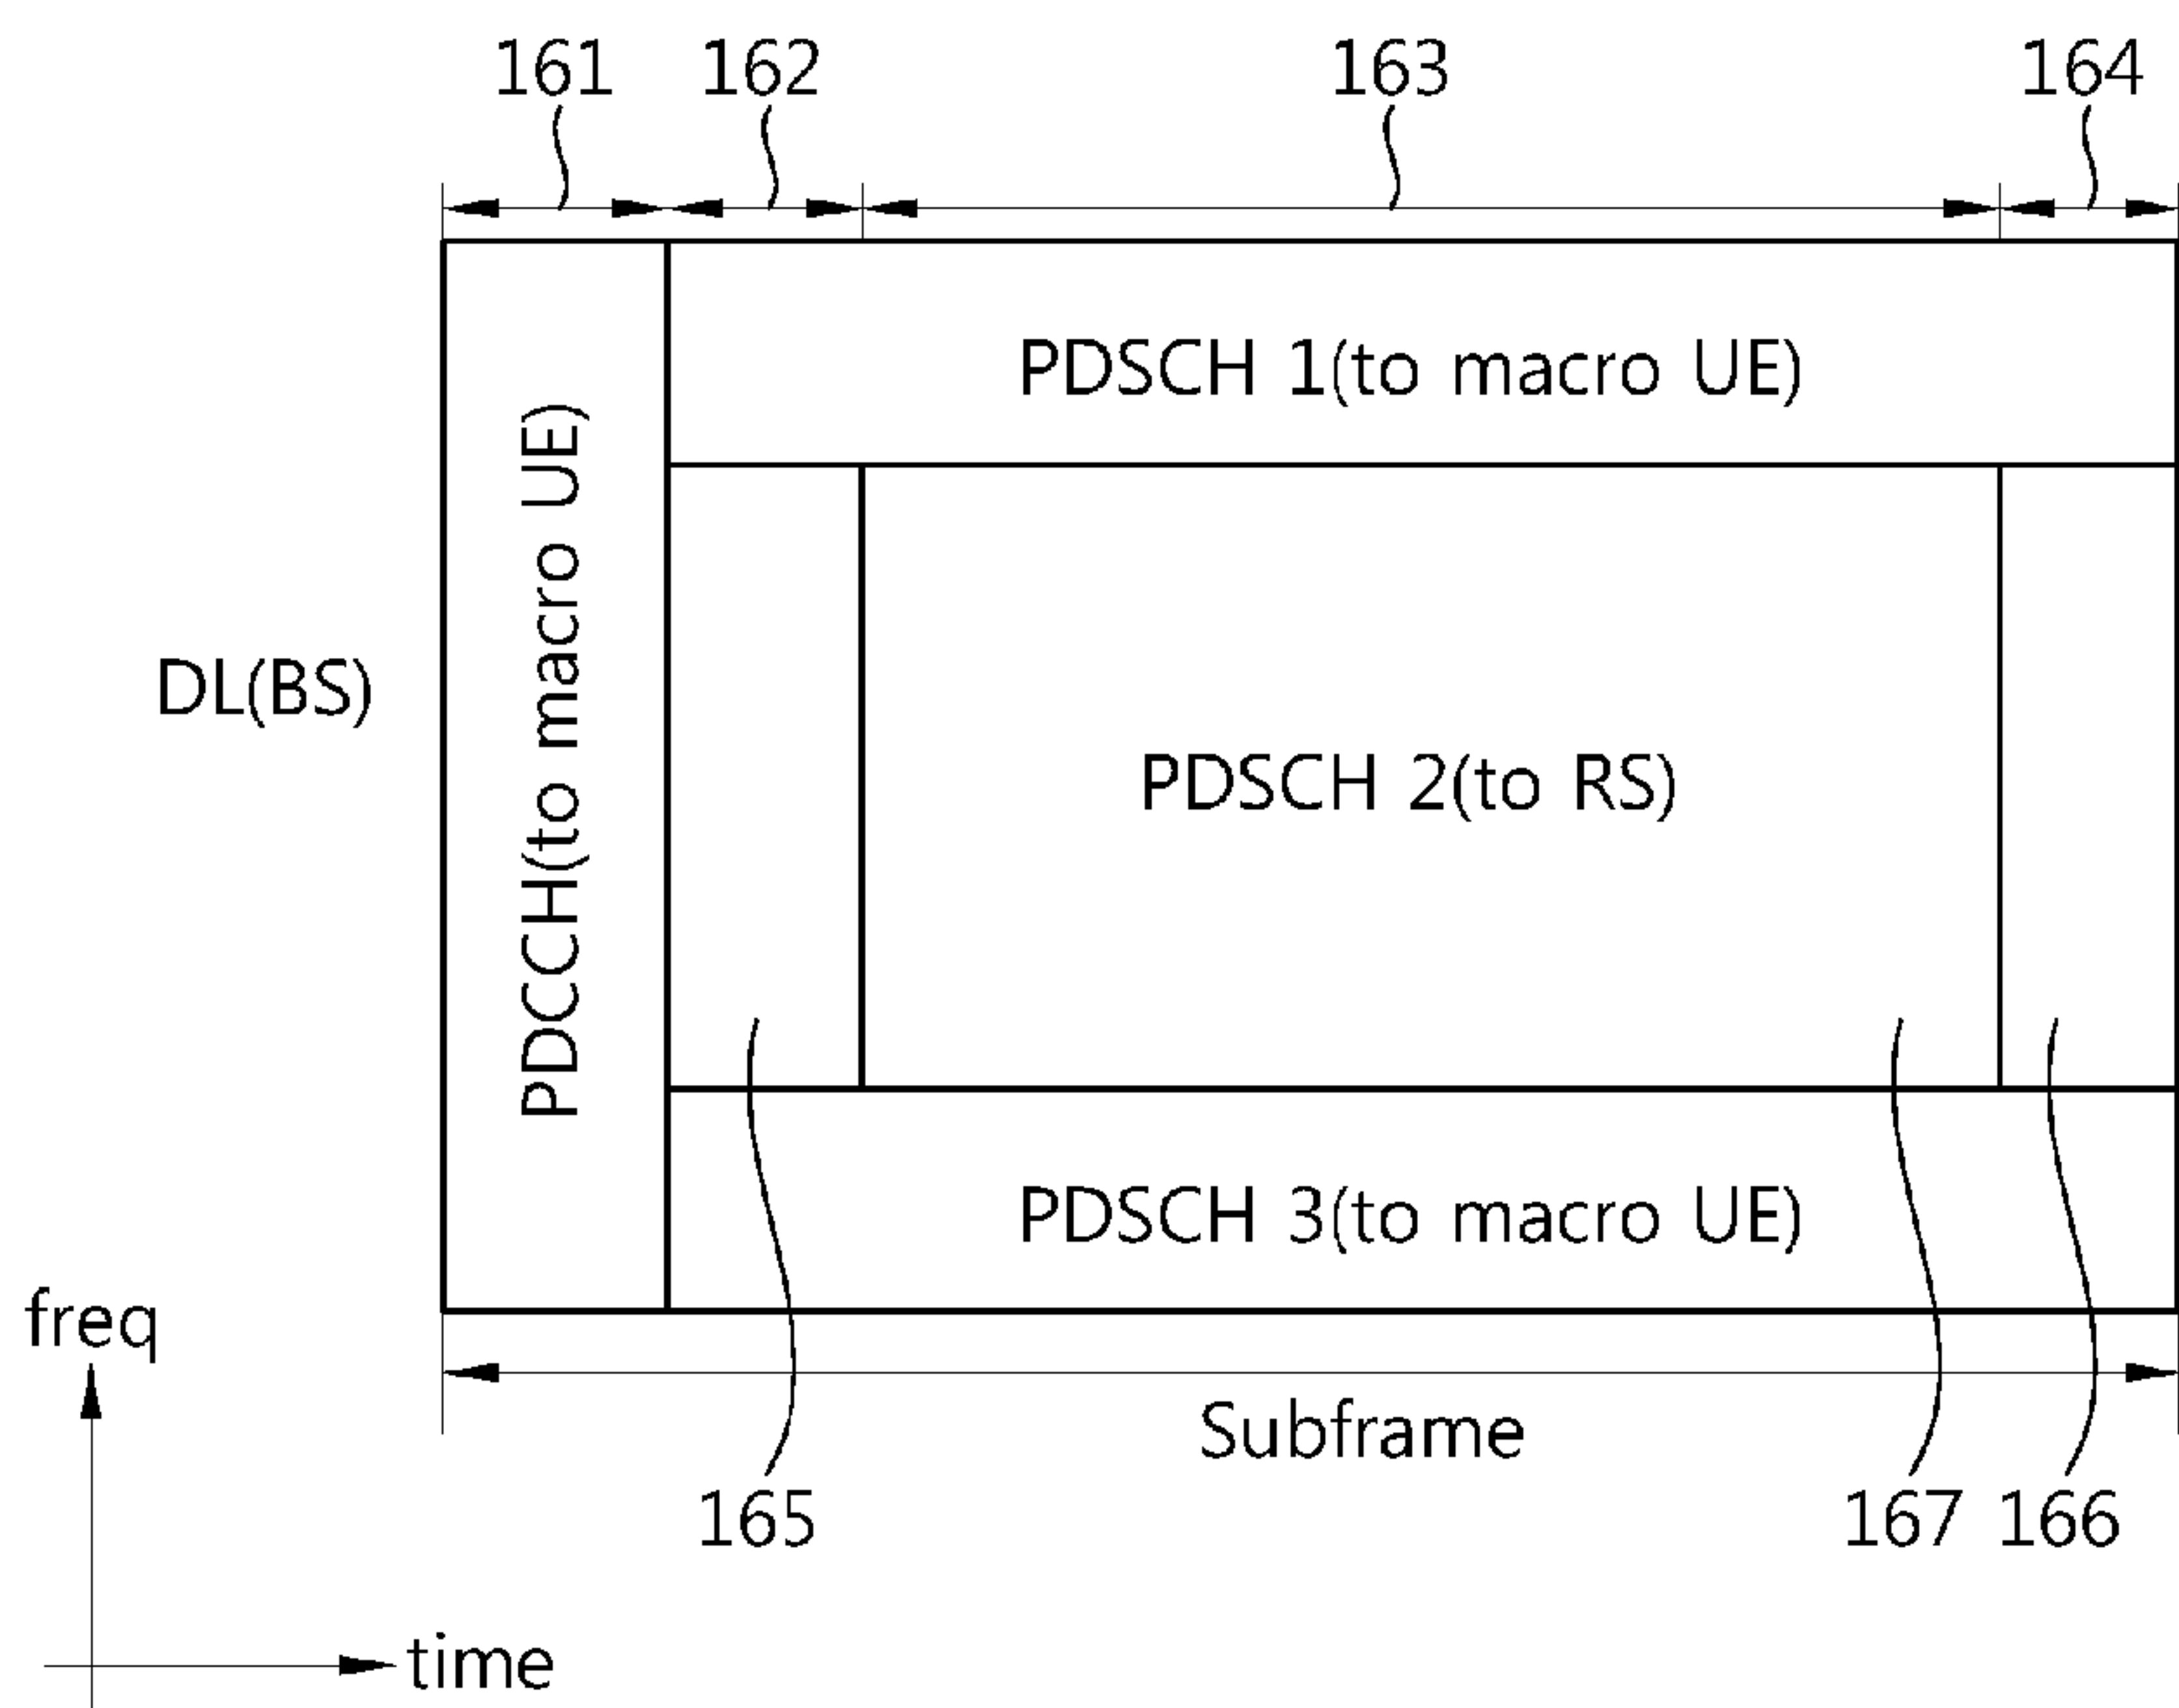 161 162 163 164
PDSCH 1(to macro UE)
PDCCH(to macro UE)
DL(BS)
PDSCH 2(to RS)
PDSCH 3(to macro UE)
freq
Subframe
165 167 166
time